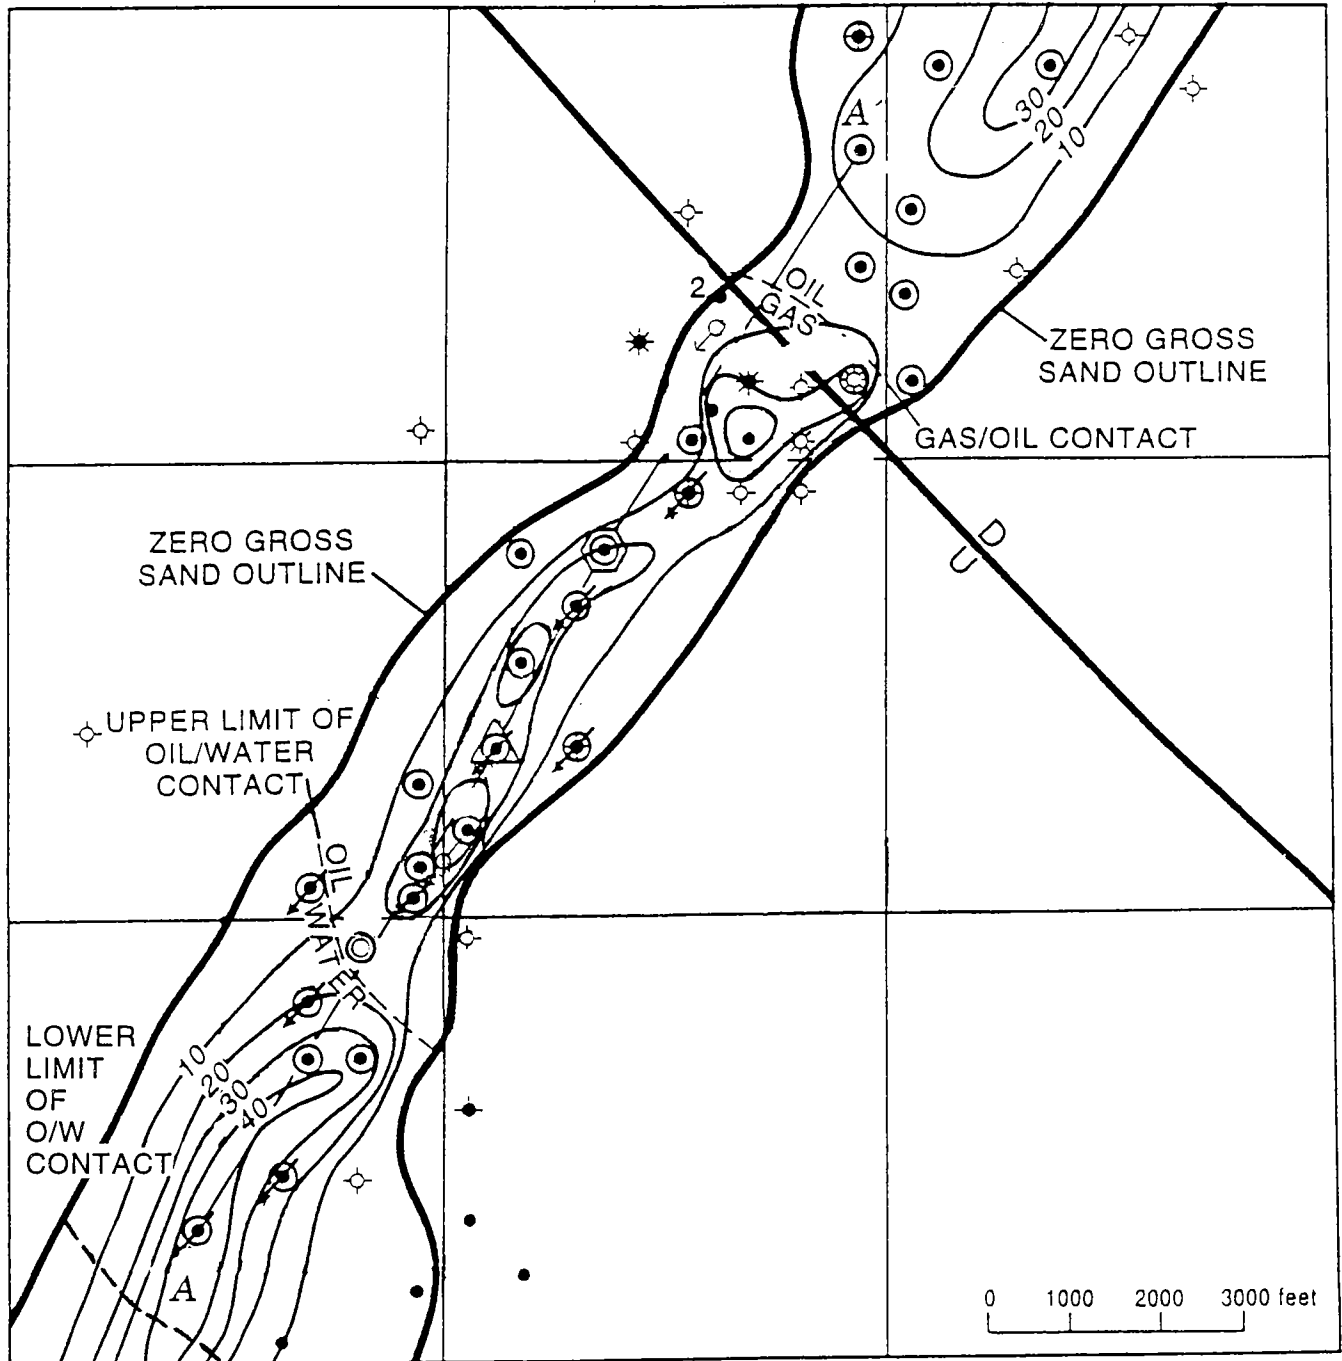 A
30
20
10
2
OIL
GAS
ZERO GROSS
SAND OUTLINE
GAS/OIL CONTACT
D
U
ZERO GROSS
SAND OUTLINE
UPPER LIMIT OF
OIL/WATER
CONTACT
OIL
WATER
LOWER
LIMIT
OF
O/W
CONTACT
10
20
30
40
A
0 1000 2000 3000 feet